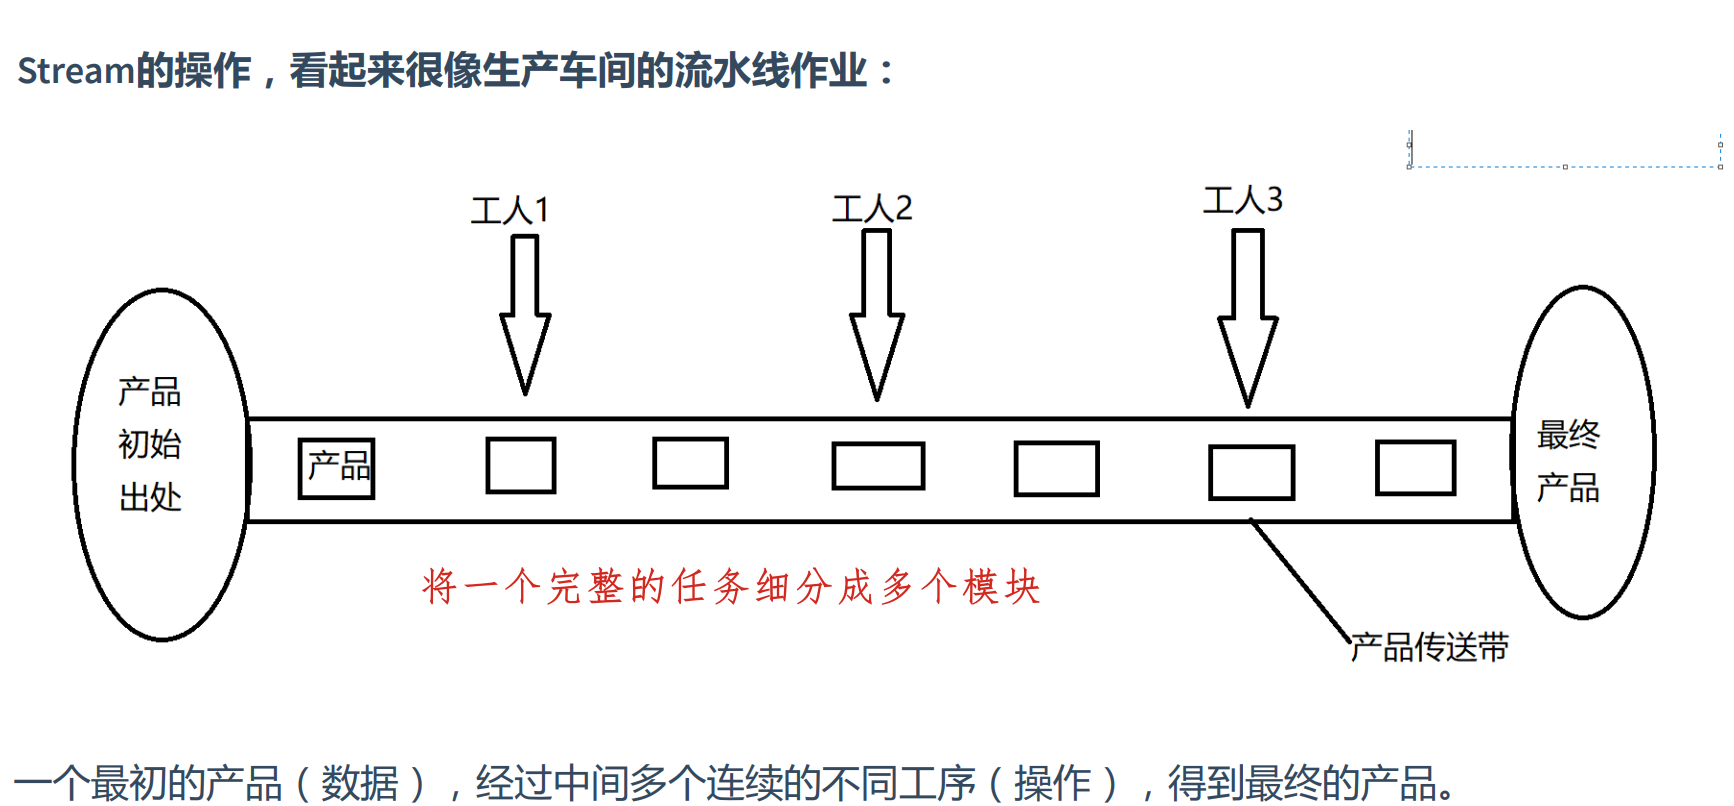 Stream的操作，看起来很像生产车间的流水线作业：
工人1
工人2
工人3
产品
初始
出处
产品
最终
产品
将一个完整的任务细分成多个模块
产品传送带
一个最初的产品（数据），经过中间多个连续的不同工序（操作），得到最终的产品。